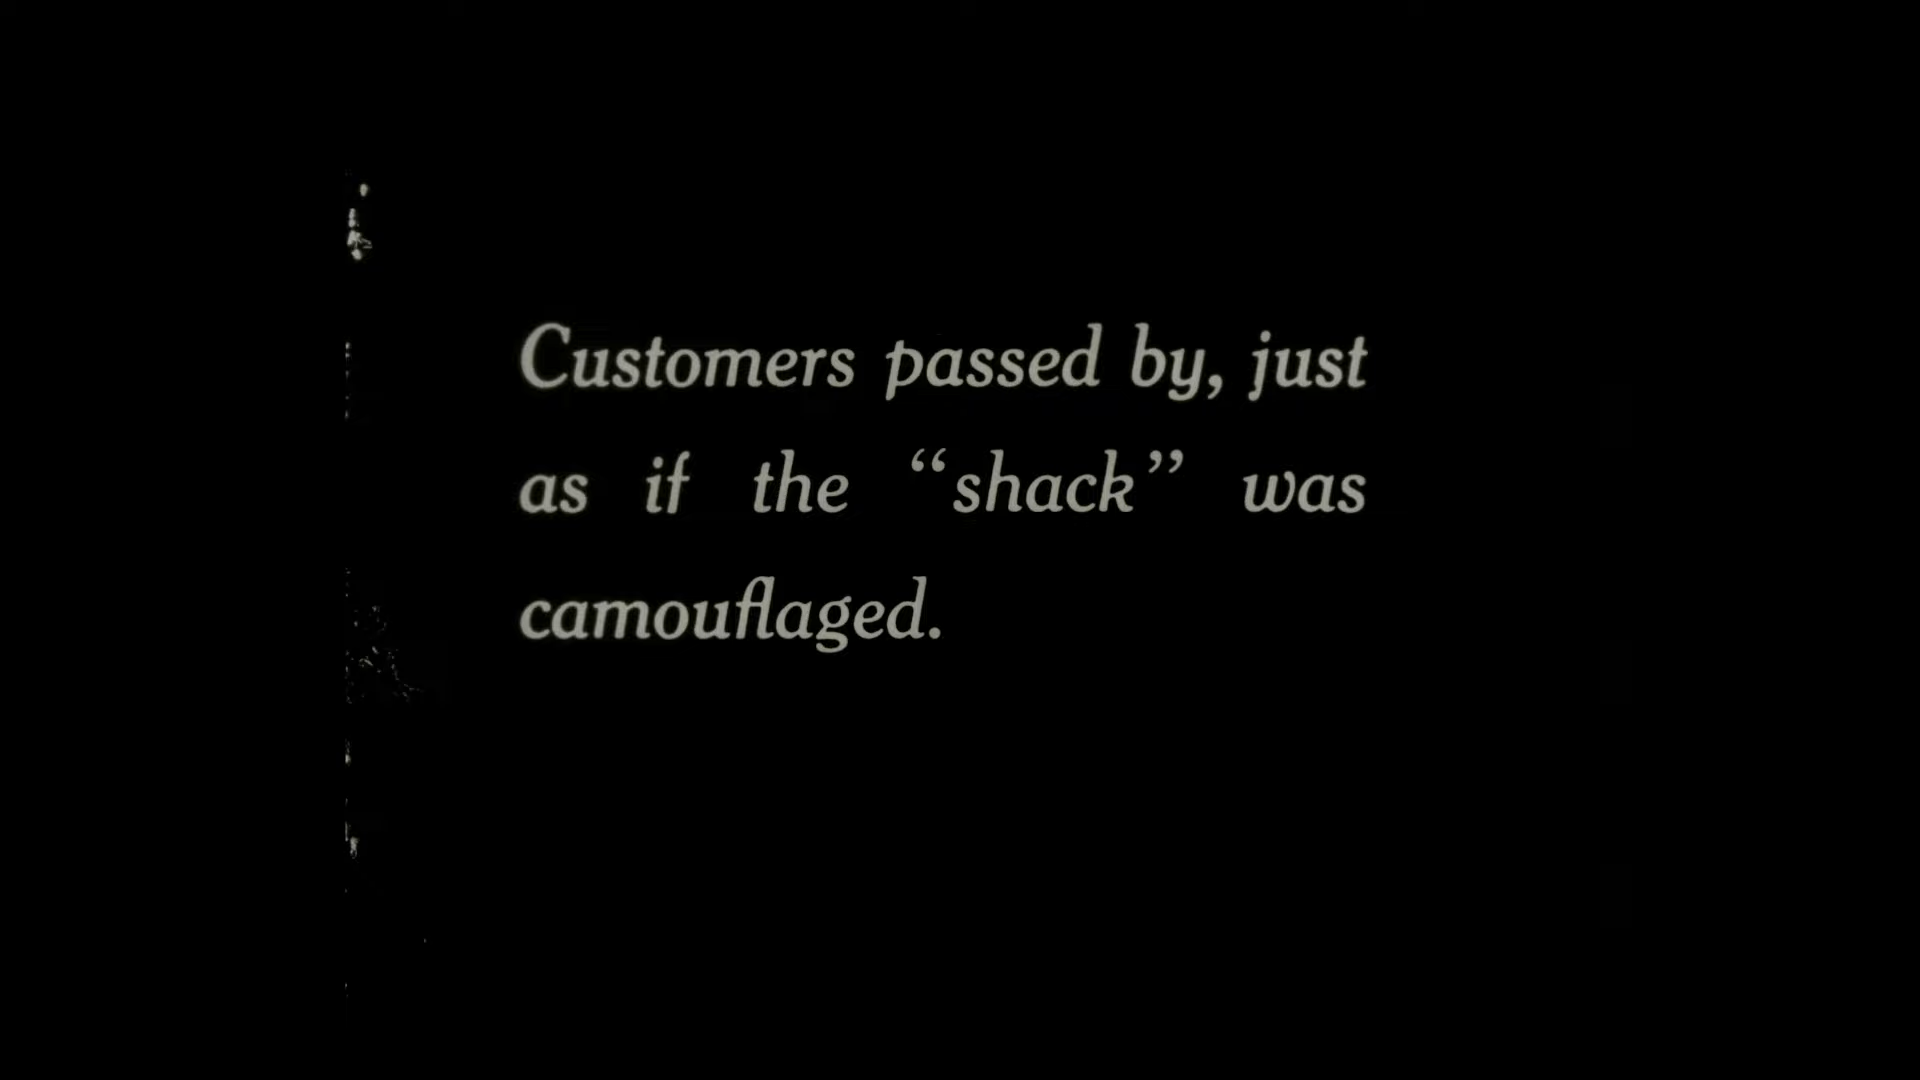 Customers passed by, just
as if the “shack” was
camouflaged.